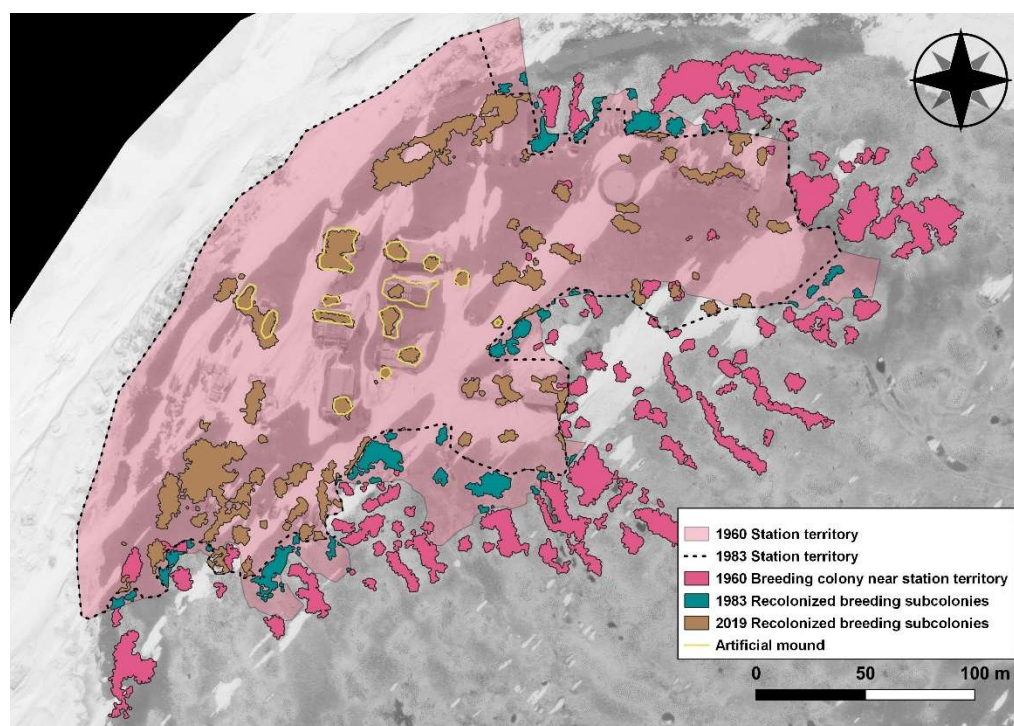 1960 Station territory
1983 Station territory
1960 Breeding colony near station territory
1983 Recolonized breeding subcolonies
2019 Recolonized breeding subcolonies
Artificial mound
0 50 100 m